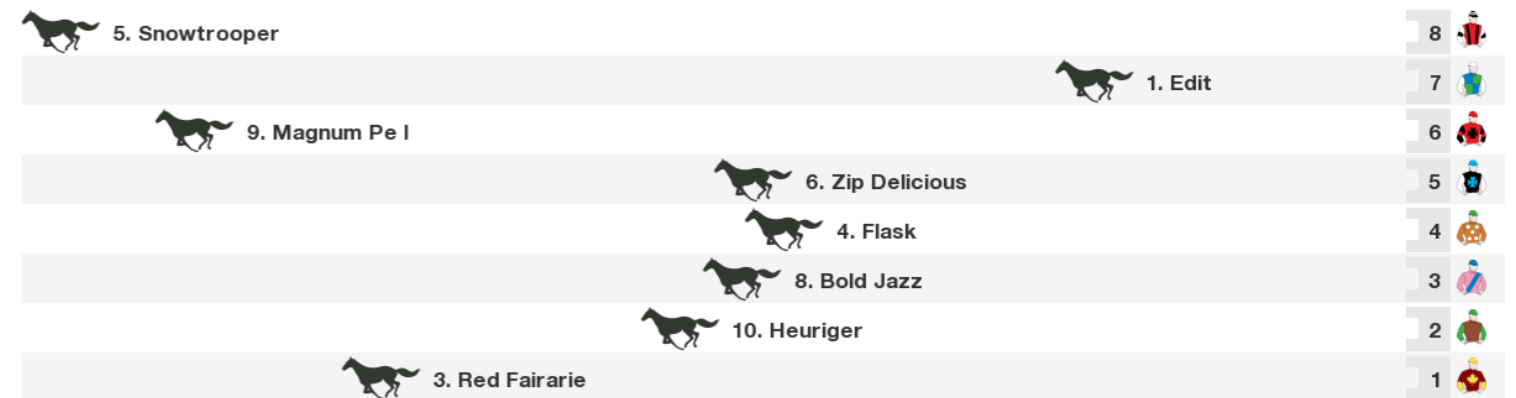 5. Snowtrooper 8
1. Edit 7
9. Magnum Pe I 6
6. Zip Delicious 5
4. Flask 4
8. Bold Jazz 3
10. Heuriger 2
3. Red Fairarie 1